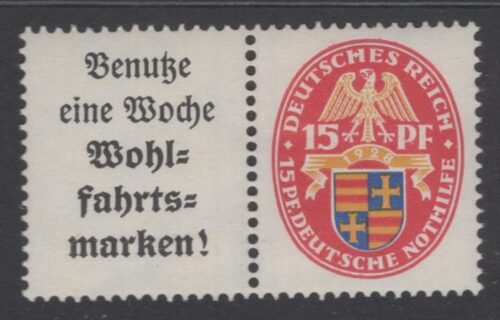 Benutze
eine Woche
Wohl=
fahrts=
marken!
DEUTSCHES REICH
15 PF
1928
15 PF. DEUTSCHE NOTHILFE